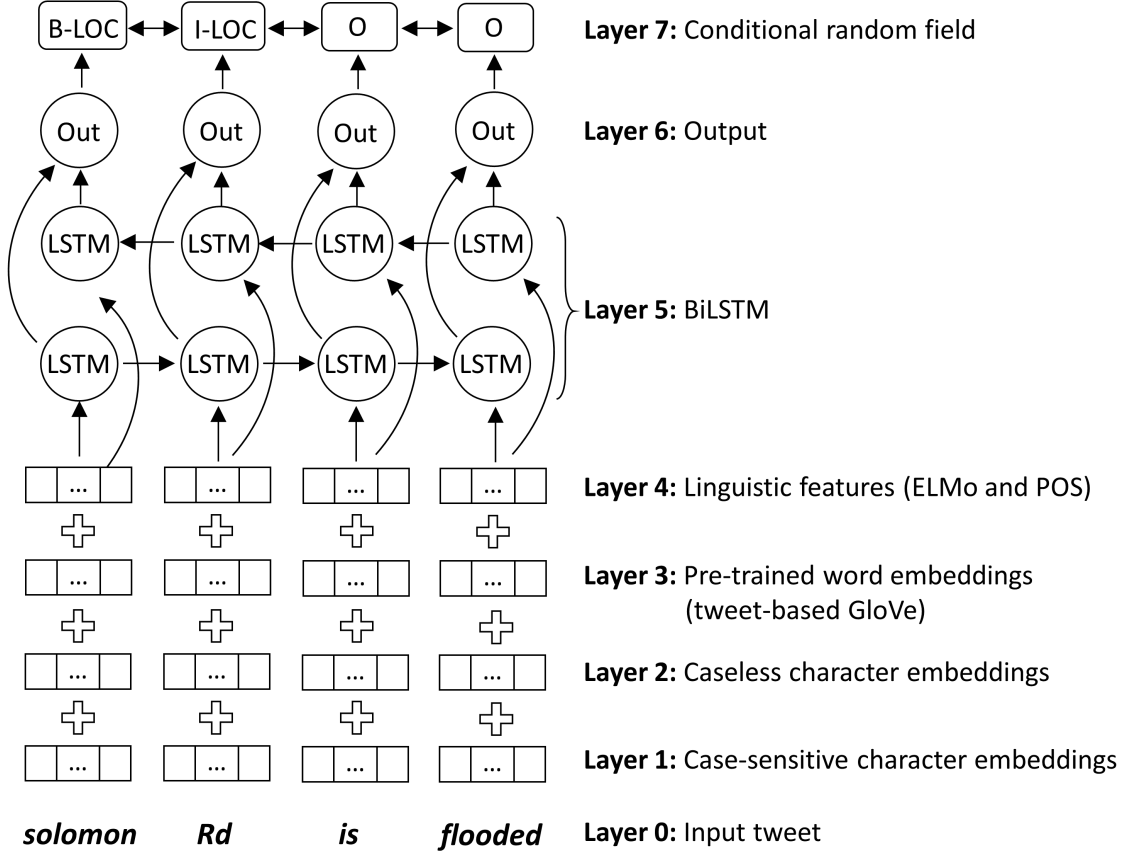 B-LOC I-LOC O O Layer 7: Conditional random field
Out Out Out Out Layer 6: Output
LSTM LSTM LSTM LSTM
Layer 5: BiLSTM
LSTM LSTM LSTM LSTM
... ... ... ... Layer 4: Linguistic features (ELMo and POS)
... ... ... ... Layer 3: Pre-trained word embeddings
(tweet-based GloVe)
... ... ... ... Layer 2: Caseless character embeddings
... ... ... ... Layer 1: Case-sensitive character embeddings
solomon Rd is flooded Layer 0: Input tweet